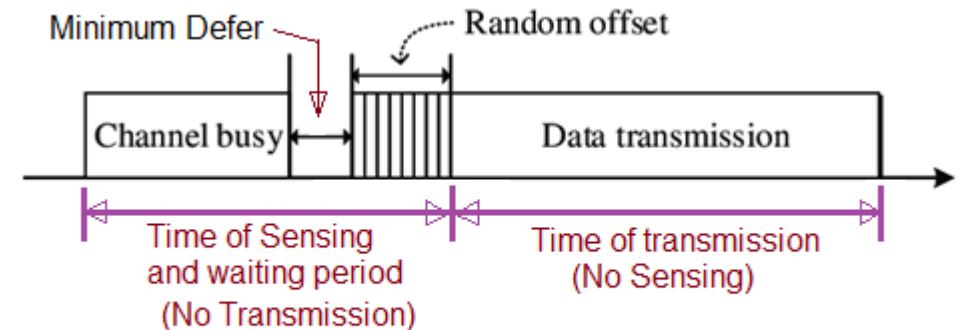 Minimum Defer
Random offset
Channel busy
Data transmission
Time of Sensing
and waiting period
(No Transmission)
Time of transmission
(No Sensing)